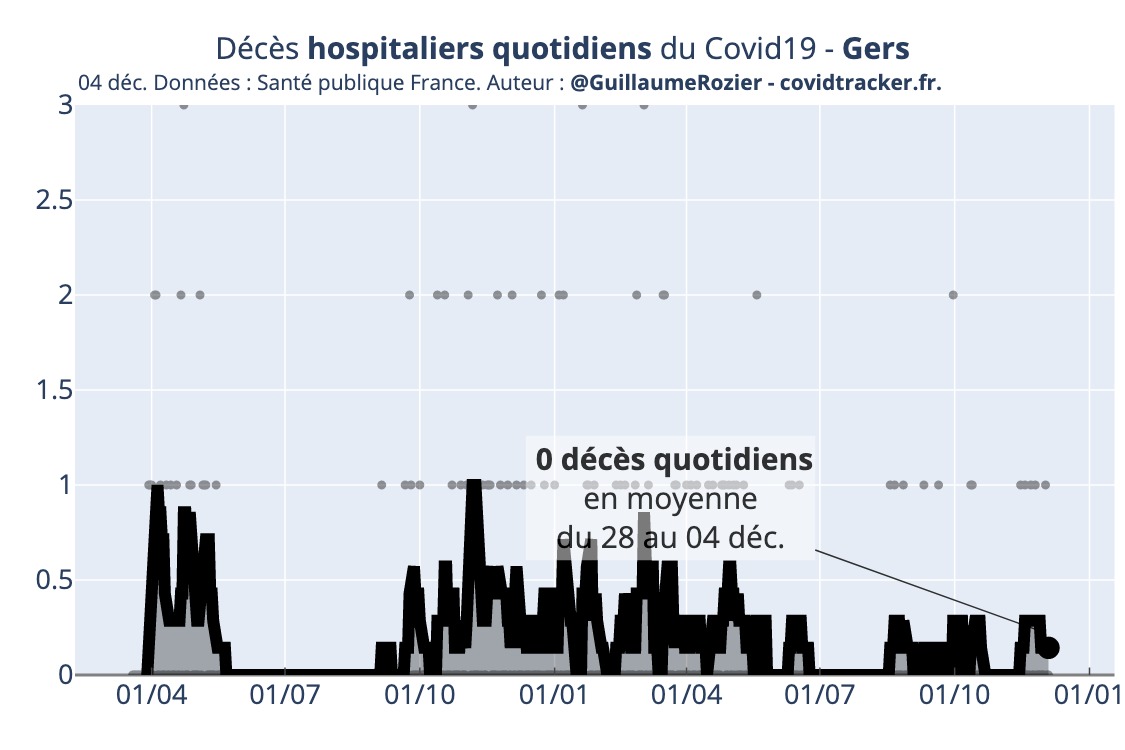 Décès hospitaliers quotidiens du Covid19 - Gers
04 déc. Données : Santé publique France. Auteur : @GuillaumeRozier - covidtracker.fr.
3
2.5
2
1.5
1
0.5
0
0 décès quotidiens
en moyenne
du 28 au 04 déc.
01/04 01/07 01/10 01/01 01/04 01/07 01/10 01/01